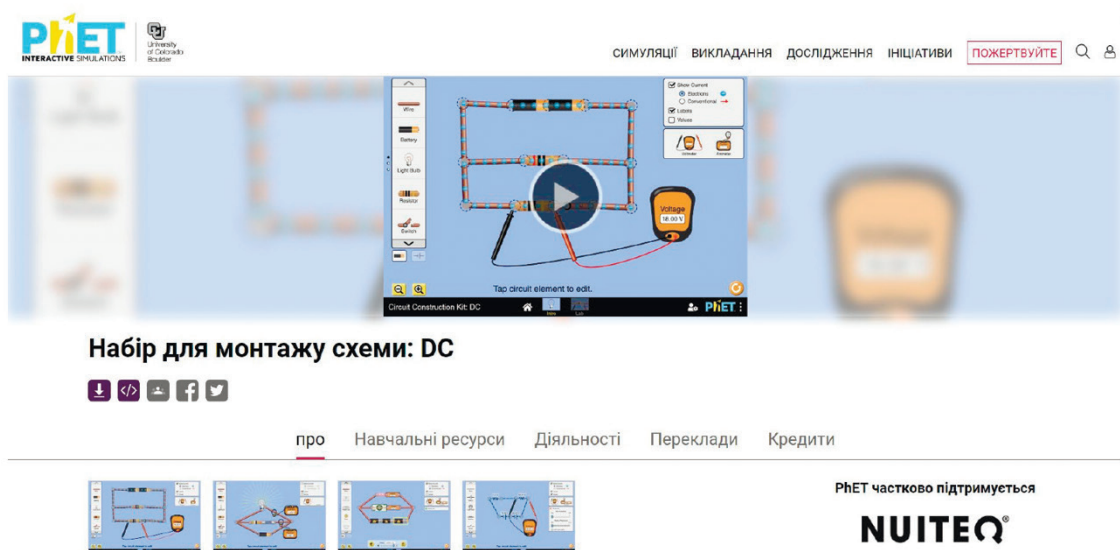 PhET
INTERACTIVE SIMULATIONS
University
of Colorado
Boulder
СИМУЛЯЦІЇ ВИКЛАДАННЯ ДОСЛІДЖЕННЯ ІНІЦІАТИВИ ПОЖЕРТВУЙТЕ
Wire
Battery
Light Bulb
Resistor
Switch
Show Current
Electrons
Conventional
Labels
Values
Voltage
Tap circuit element to edit.
Circuit Construction Kit: DC
PhET
Набір для монтажу схеми: DC
про Навчальні ресурси Діяльності Переклади Кредити
PhET частково підтримується
NUITEQ®